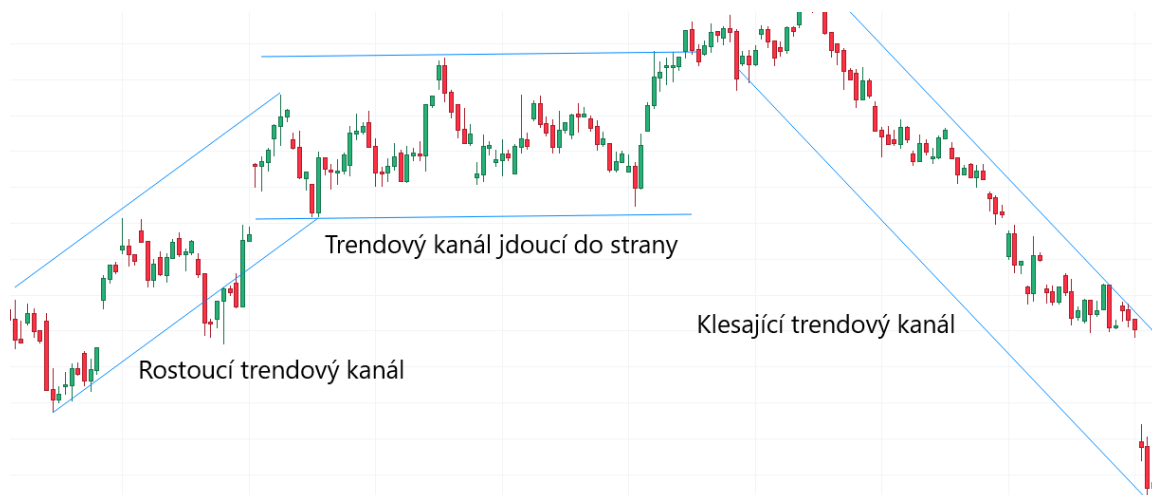 Trendový kanál jdoucí do strany
Klesající trendový kanál
Rostoucí trendový kanál